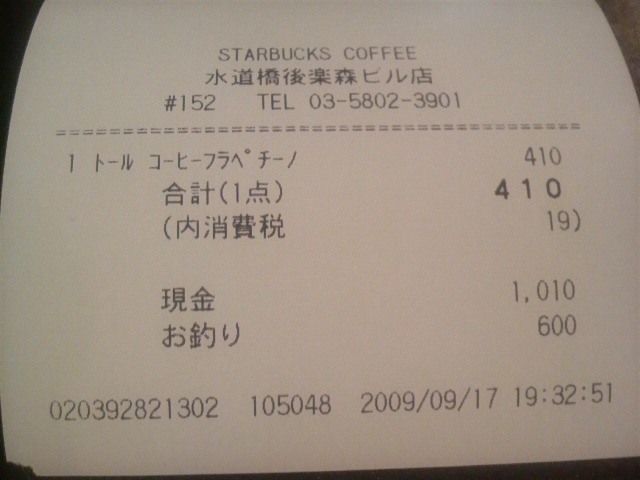 STARBUCKS COFFEE
水道橋後楽森ビル店
#152 TEL 03-5802-3901
================================================
1 ﾄｰﾙ ｺｰﾋｰﾌﾗﾍﾟﾁｰﾉ 410
合計(1点) 410
(内消費税 19)
現金 1,010
お釣り 600
020392821302 105048 2009/09/17 19:32:51